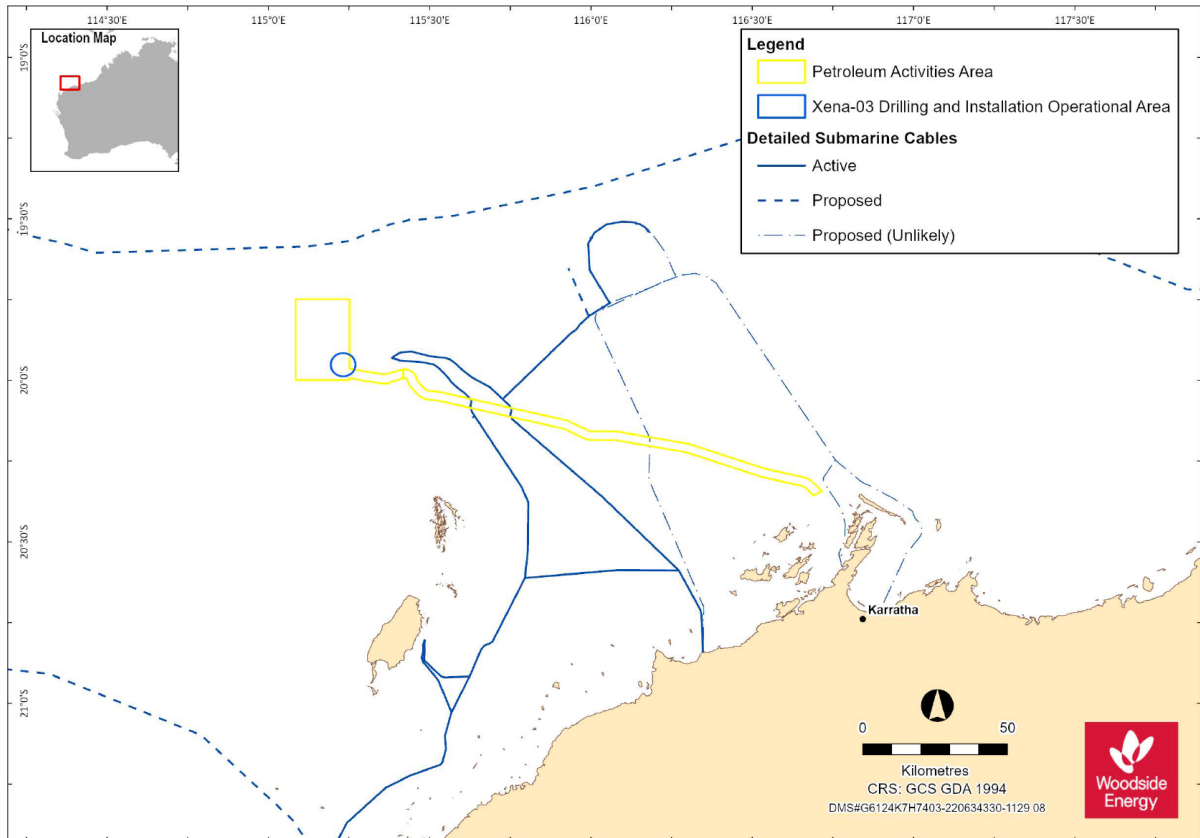 114°30'E
115°0'E
115°30'E
116°0'E
116°30'E
117°0'E
117°30'E
Location Map
19°0'S
19°30'S
20°0'S
20°30'S
21°0'S
Legend
Petroleum Activities Area
Xena-03 Drilling and Installation Operational Area
Detailed Submarine Cables
Active
Proposed
Proposed (Unlikely)
Karratha
0 50
Kilometres
CRS: GCS GDA 1994
DMS#G6124K7H7403-220634330-1129.08
Woodside
Energy